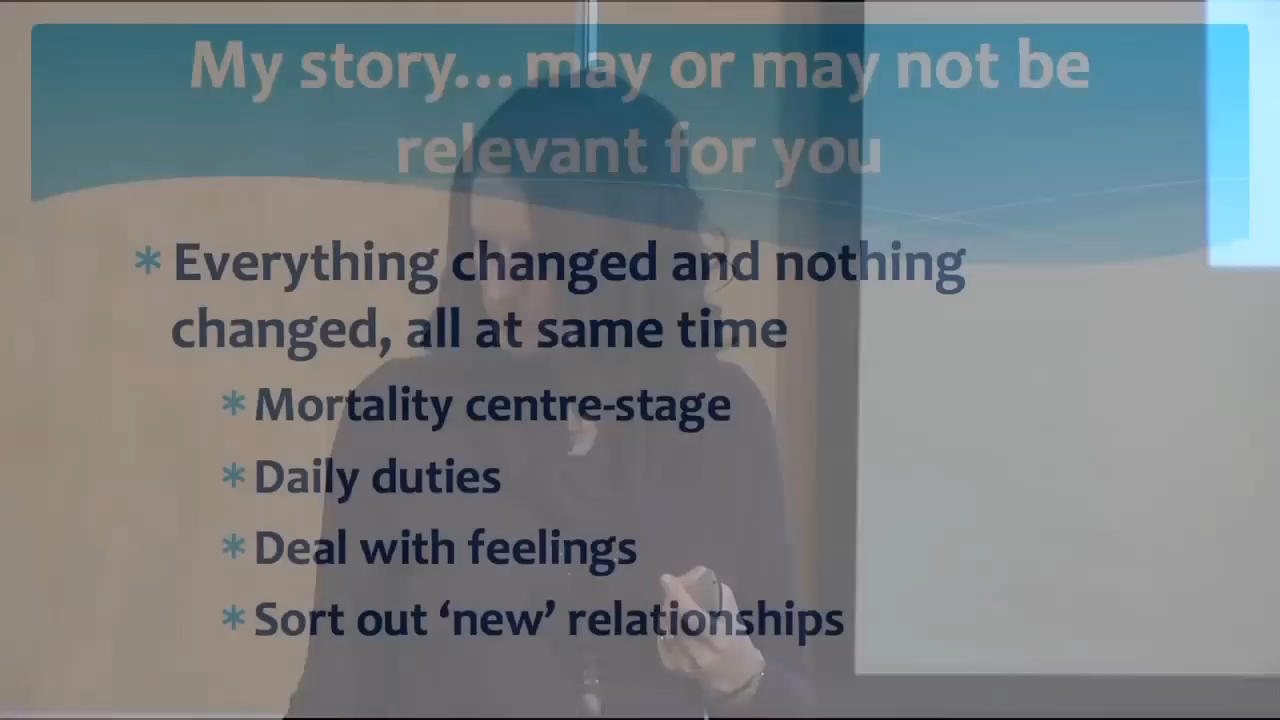 My story...may or may not be
relevant for you
* Everything changed and nothing
changed, all at same time
* Mortality centre-stage
* Daily duties
* Deal with feelings
* Sort out ‘new’ relationships